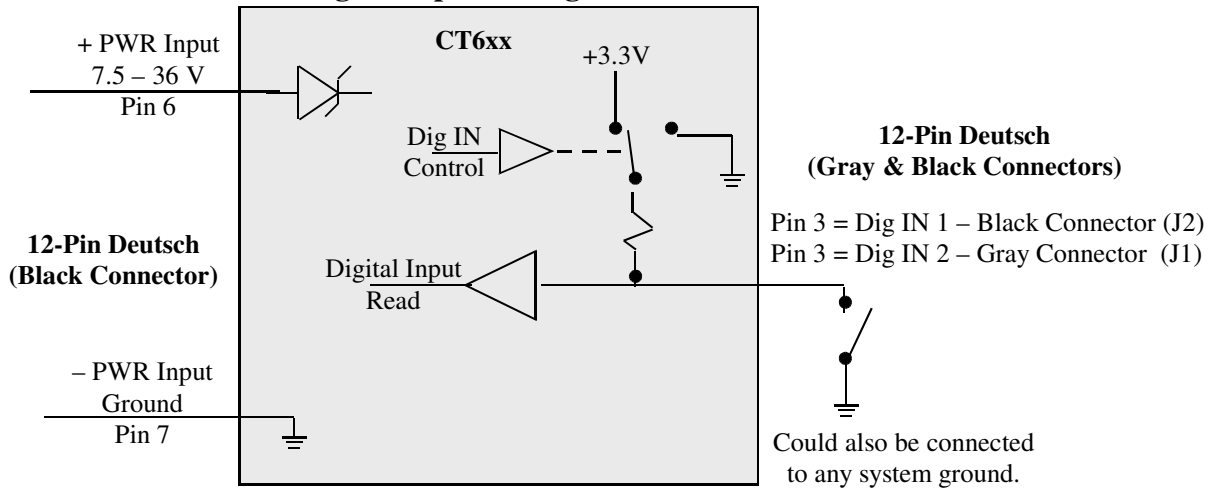 CT6xx
+ PWR Input
7.5 – 36 V
Pin 6
+3.3V
Dig IN
Control
12-Pin Deutsch
(Gray & Black Connectors)
Pin 3 = Dig IN 1 – Black Connector (J2)
Pin 3 = Dig IN 2 – Gray Connector (J1)
12-Pin Deutsch
(Black Connector)
Digital Input
Read
– PWR Input
Ground
Pin 7
Could also be connected
to any system ground.